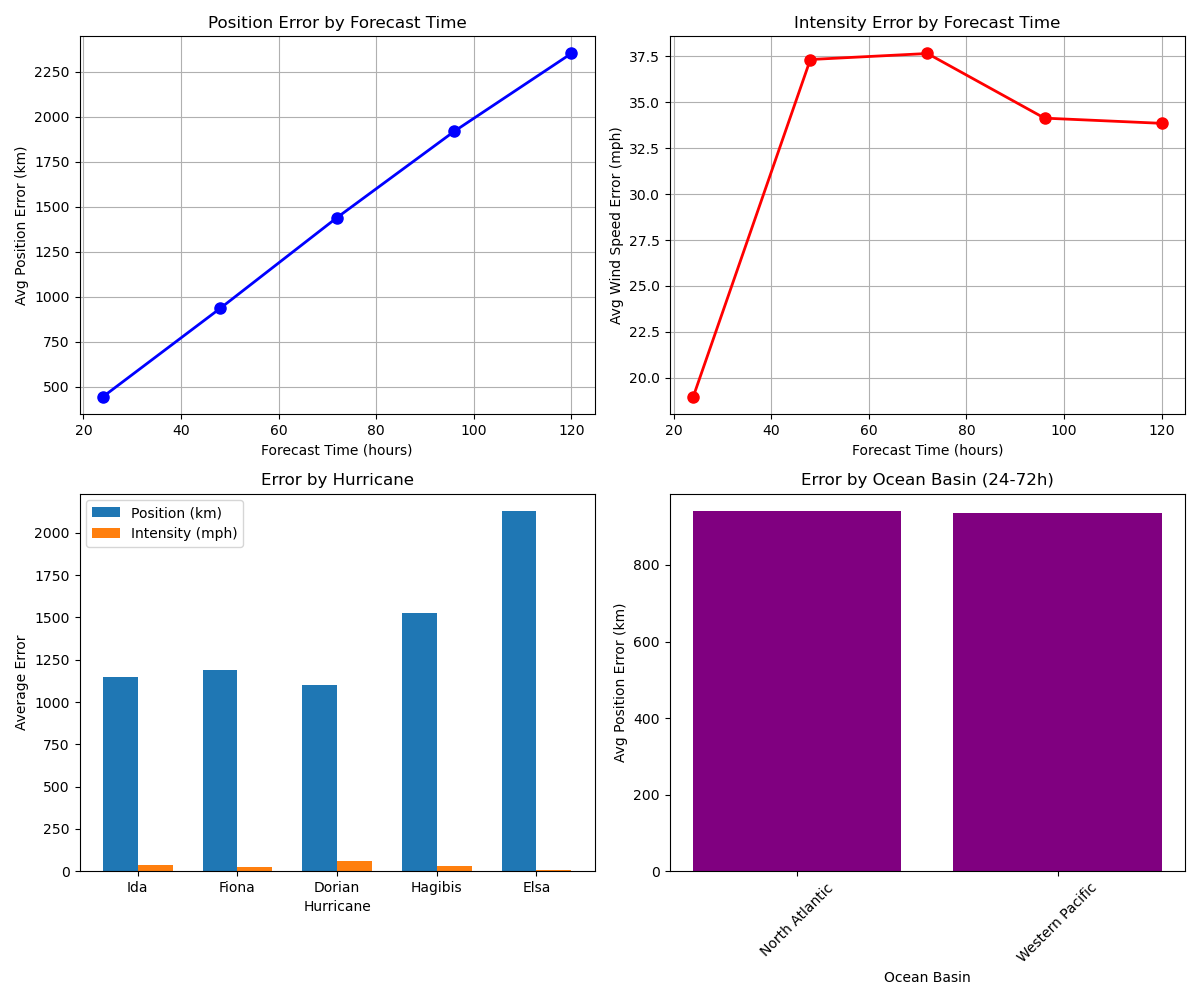 Position Error by Forecast Time
Avg Position Error (km)
2250
2000
1750
1500
1250
1000
750
500
20 40 60 80 100 120
Forecast Time (hours)
Intensity Error by Forecast Time
Avg Wind Speed Error (mph)
37.5
35.0
32.5
30.0
27.5
25.0
22.5
20.0
20 40 60 80 100 120
Forecast Time (hours)
Error by Hurricane
Position (km)
Intensity (mph)
Average Error
2000
1750
1500
1250
1000
750
500
250
0
Ida Fiona Dorian Hagibis Elsa
Hurricane
Error by Ocean Basin (24-72h)
Avg Position Error (km)
800
600
400
200
0
North Atlantic
Western Pacific
Ocean Basin